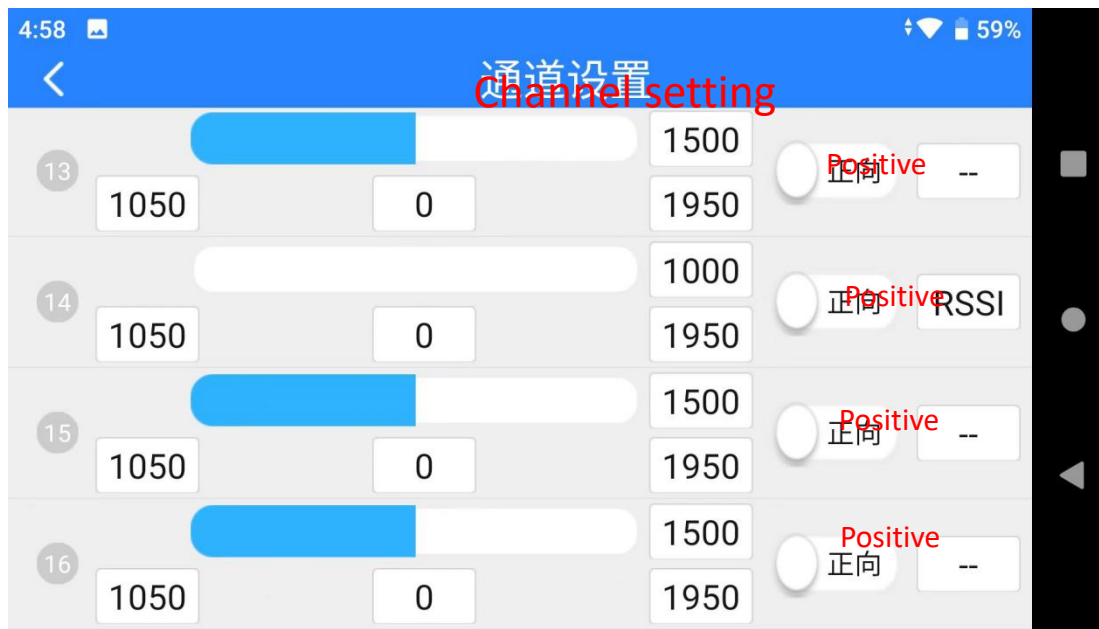 4:58 59%
通道设置
Channel setting
1500
13 正向 Positive --
1050 0 1950
1000
14 正向 Positive RSSI
1050 0 1950
1500
15 正向 Positive --
1050 0 1950
1500
16 正向 Positive --
1050 0 1950